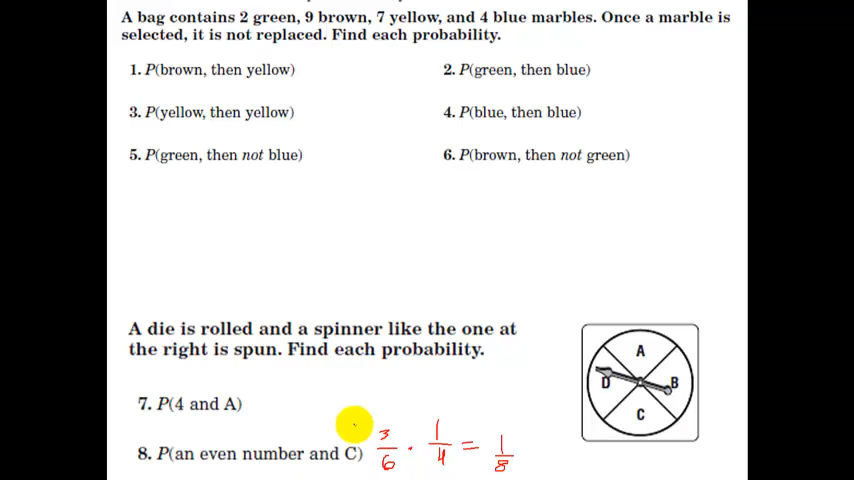 A bag contains 2 green, 9 brown, 7 yellow, and 4 blue marbles. Once a marble is
selected, it is not replaced. Find each probability.
1. P(brown, then yellow)
2. P(green, then blue)
3. P(yellow, then yellow)
4. P(blue, then blue)
5. P(green, then not blue)
6. P(brown, then not green)
A die is rolled and a spinner like the one at
the right is spun. Find each probability.
A
D
B
C
7. P(4 and A)
8. P(an even number and C) 3/6 · 1/4 = 1/8